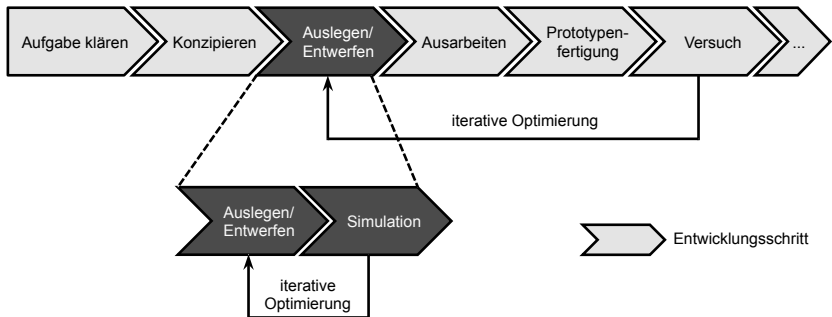 Aufgabe klären
Konzipieren
Auslegen/
Entwerfen
Ausarbeiten
Prototypen-
fertigung
Versuch
...
iterative Optimierung
Auslegen/
Entwerfen
Simulation
Entwicklungsschritt
iterative
Optimierung